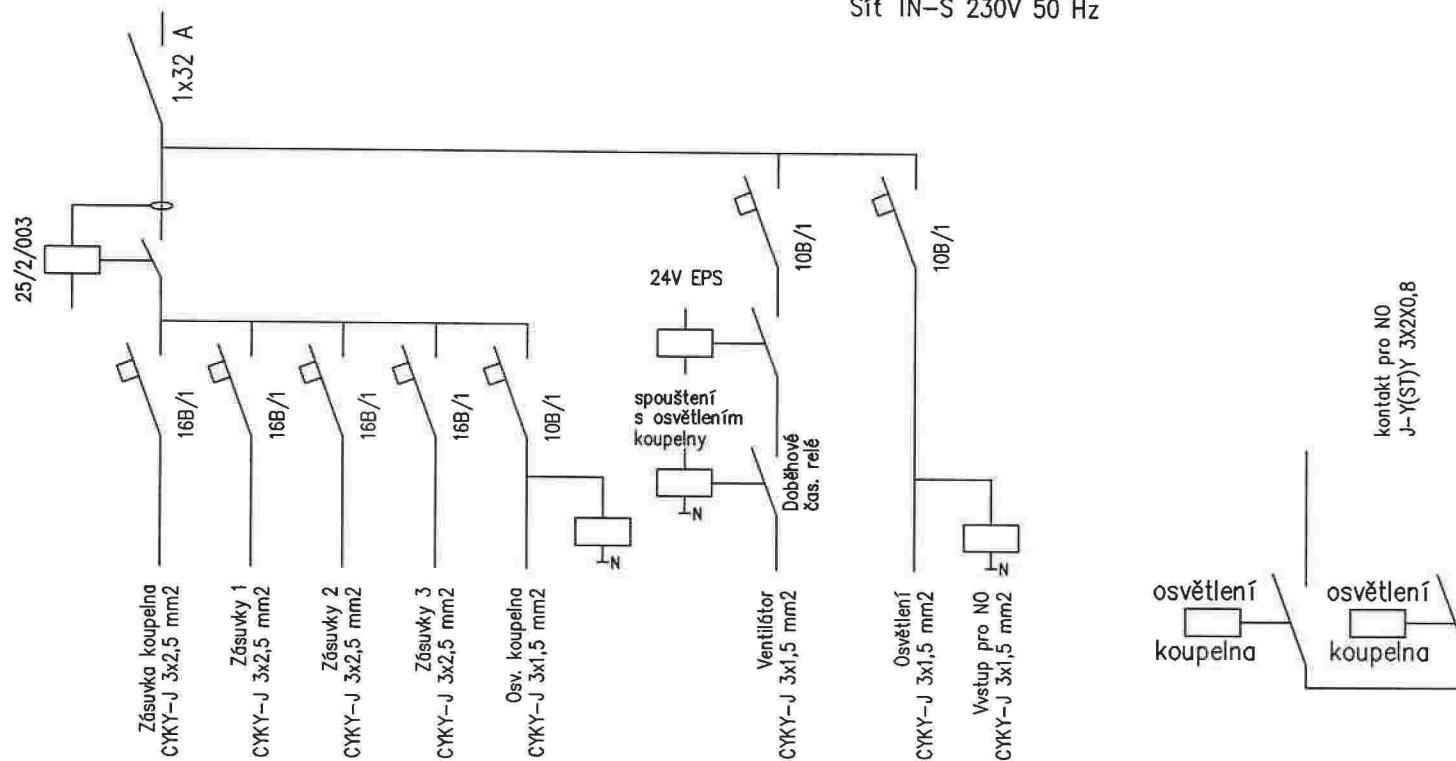 Síť IN-S 230V 50 Hz
1x32 A
25/2/003
16B/1
16B/1
16B/1
16B/1
10B/1
24V EPS
spouštení
s osvětlením
koupelny
N
Doběhové
čas. relé
10B/1
10B/1
N
N
Zásuvka koupelna
CYKY-J 3x2,5 mm2
Zásuvky 1
CYKY-J 3x2,5 mm2
Zásuvky 2
CYKY-J 3x2,5 mm2
Zásuvky 3
CYKY-J 3x2,5 mm2
Osv. koupelna
CYKY-J 3x1,5 mm2
Ventilátor
CYKY-J 3x1,5 mm2
Osvětlení
CYKY-J 3x1,5 mm2
Vvstup pro NO
CYKY-J 3x1,5 mm2
kontakt pro NO
J-Y(ST)Y 3X2X0,8
osvětlení
koupelna
osvětlení
koupelna